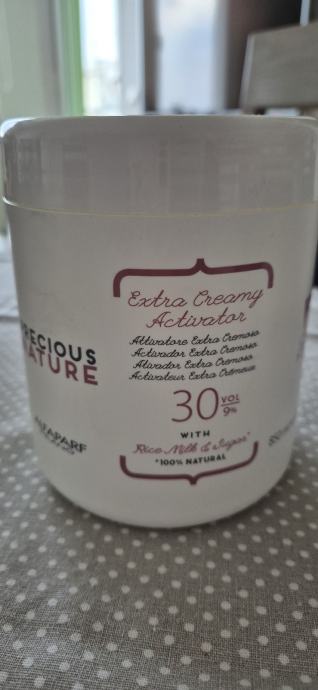 RECIOUS
NATURE
ALFAPARF
Extra Creamy
Activator
Attivatore Extra Cremoso
Activador Extra Cremoso
Ativador Extra Cremoso
Activateur Extra Crémeux
30 VOL
9%
WITH
Rice Milk & Sugar*
*100% NATURAL